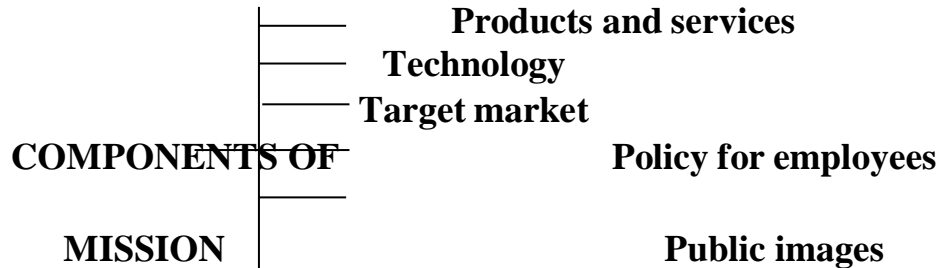 Products and services
Technology
Target market
COMPONENTS OF Policy for employees
MISSION Public images